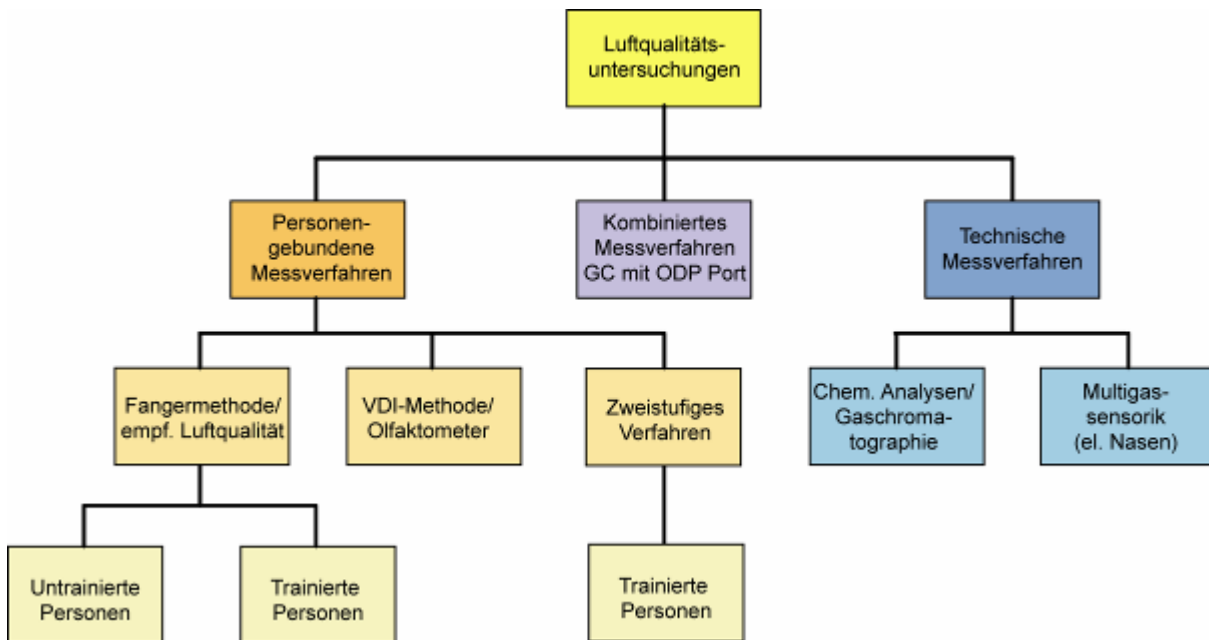 Luftqualitäts-
untersuchungen
Personen-
gebundene
Messverfahren
Kombiniertes
Messverfahren
GC mit ODP Port
Technische
Messverfahren
Fangermethode/
empf. Luftqualität
VDI-Methode/
Olfaktometer
Zweistufiges
Verfahren
Chem. Analysen/
Gaschroma-
tographie
Multigas-
sensorik
(el. Nasen)
Untrainierte
Personen
Trainierte
Personen
Trainierte
Personen